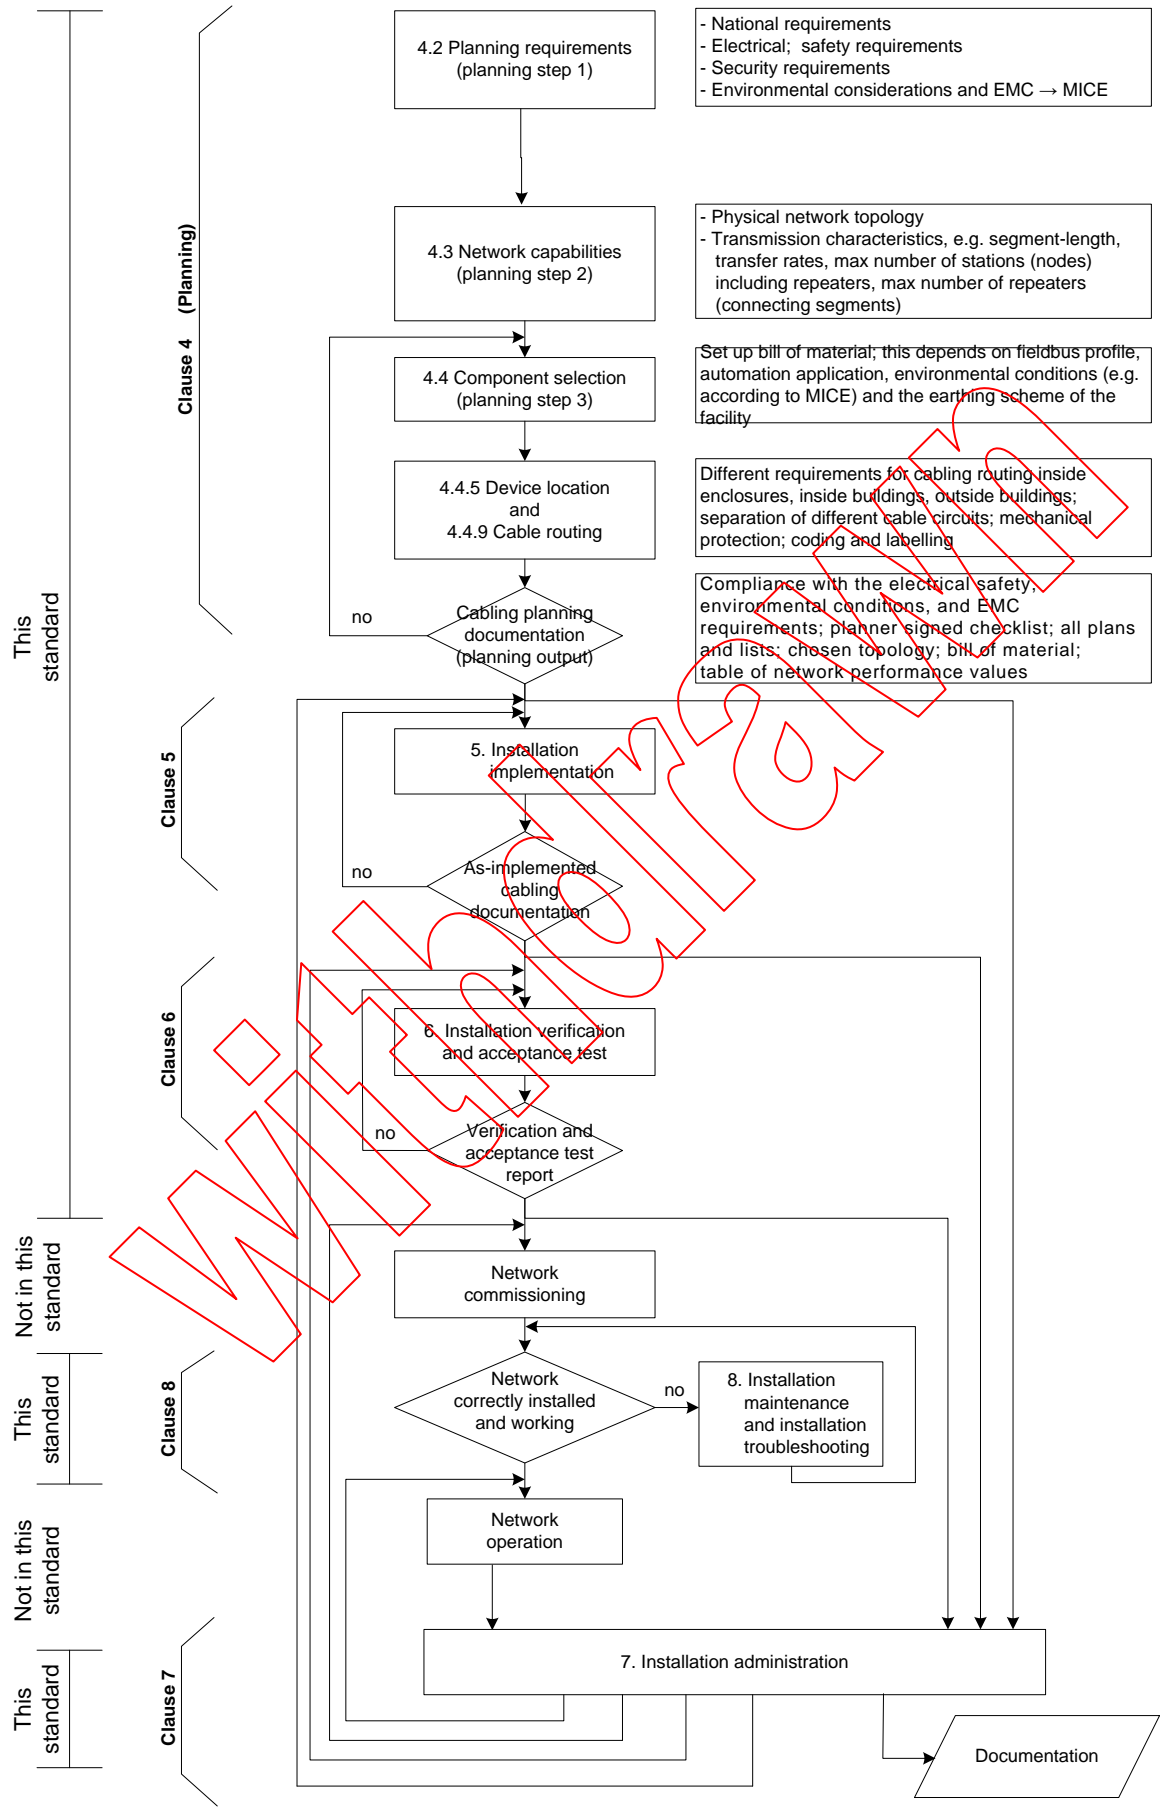 4.2 Planning requirements
(planning step 1)
- National requirements
- Electrical; safety requirements
- Security requirements
- Environmental considerations and EMC → MICE
Clause 4 (Planning)
4.3 Network capabilities
(planning step 2)
- Physical network topology
- Transmission characteristics, e.g. segment-length,
transfer rates, max number of stations (nodes)
including repeaters, max number of repeaters
(connecting segments)
4.4 Component selection
(planning step 3)
Set up bill of material; this depends on fieldbus profile,
automation application, environmental conditions (e.g.
according to MICE) and the earthing scheme of the
facility
4.4.5 Device location
and
4.4.9 Cable routing
Different requirements for cabling routing inside
enclosures, inside buildings, outside buildings;
separation of different cable circuits; mechanical
protection; coding and labelling
This
standard
no
Cabling planning
documentation
(planning output)
Compliance with the electrical safety,
environmental conditions, and EMC
requirements; planner signed checklist; all plans
and lists; chosen topology; bill of material;
table of network performance values
Clause 5
5. Installation
implementation
no
As-implemented
cabling
documentation
Clause 6
6. Installation verification
and acceptance test
no
Verification and
acceptance test
report
Not in this
standard
Network
commissioning
This
standard
Clause 8
Network
correctly installed
and working
no
8. Installation
maintenance
and installation
troubleshooting
Not in this
standard
Network
operation
This
standard
Clause 7
7. Installation administration
Documentation
Withdrawn